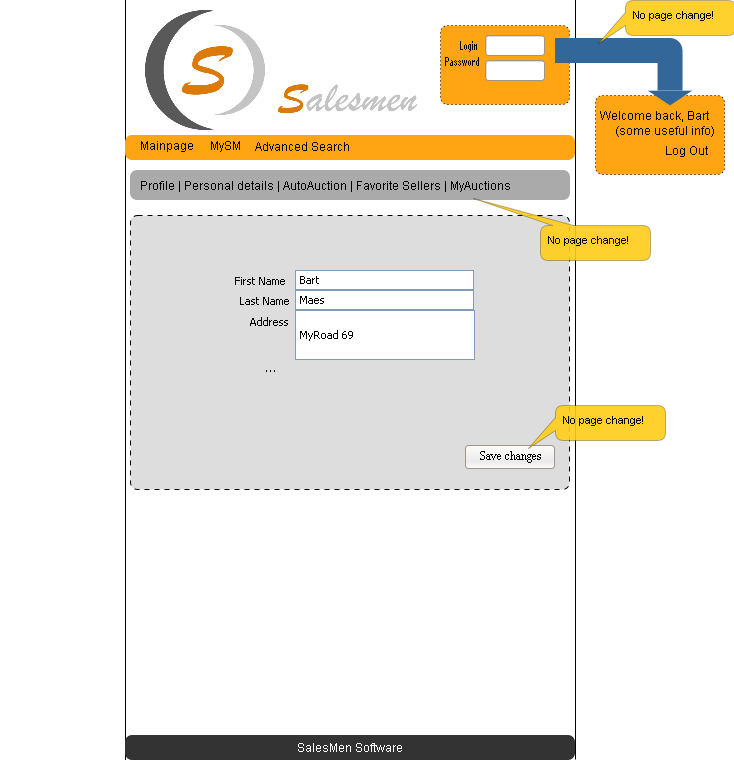 No page change!
Login
Password
S
Salesmen
Welcome back, Bart
(some useful info)
Log Out
Mainpage MySM Advanced Search
Profile | Personal details | AutoAuction | Favorite Sellers | MyAuctions
No page change!
First Name Bart
Last Name Maes
Address
MyRoad 69
...
No page change!
Save changes
SalesMen Software